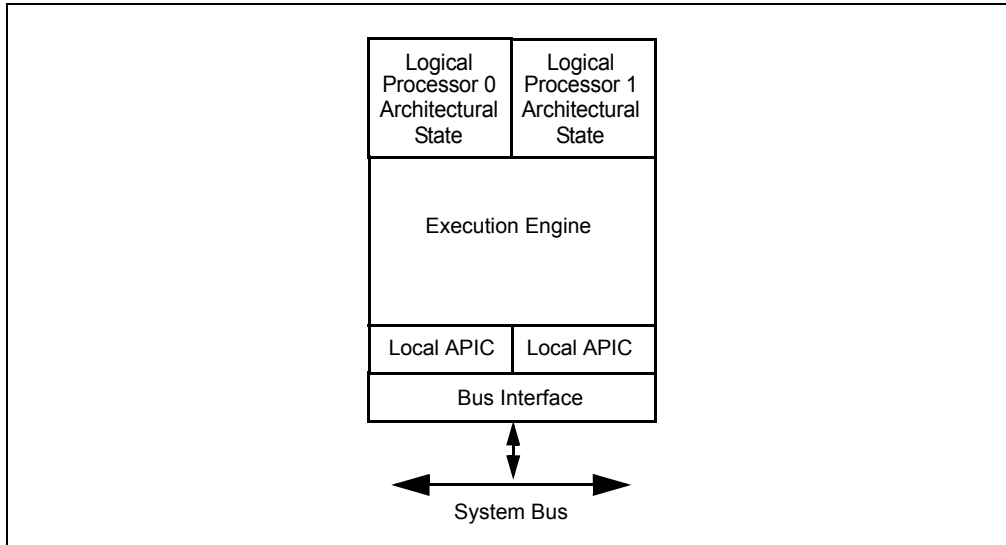 Logical
Processor 0
Architectural
State
Logical
Processor 1
Architectural
State
Execution Engine
Local APIC
Local APIC
Bus Interface
System Bus